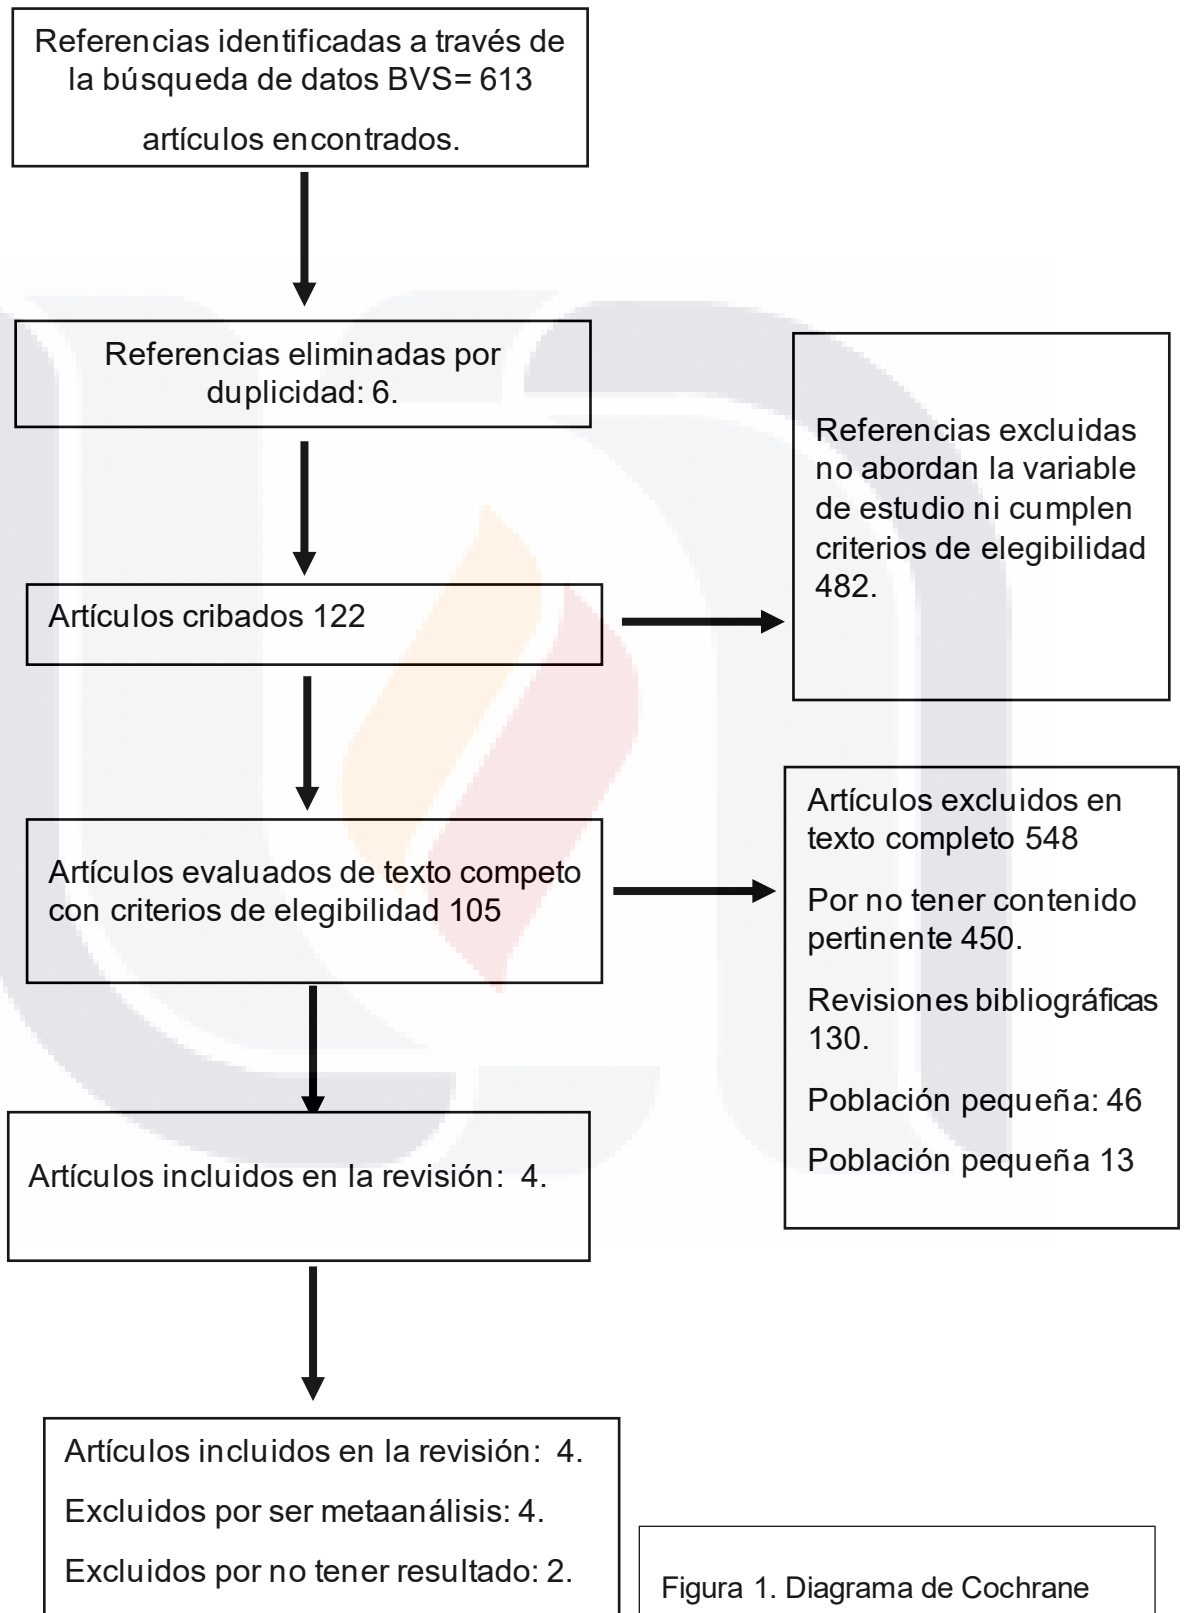 Referencias identificadas a través de
la búsqueda de datos BVS= 613
artículos encontrados.
Referencias eliminadas por
duplicidad: 6.
Referencias excluidas
no abordan la variable
de estudio ni cumplen
criterios de elegibilidad
482.
Artículos cribados 122
Artículos evaluados de texto competo
con criterios de elegibilidad 105
Artículos excluidos en
texto completo 548
Por no tener contenido
pertinente 450.
Revisiones bibliográficas
130.
Población pequeña: 46
Población pequeña 13
Artículos incluidos en la revisión: 4.
Artículos incluidos en la revisión: 4.
Excluidos por ser metaanálisis: 4.
Excluidos por no tener resultado: 2.
Figura 1. Diagrama de Cochrane